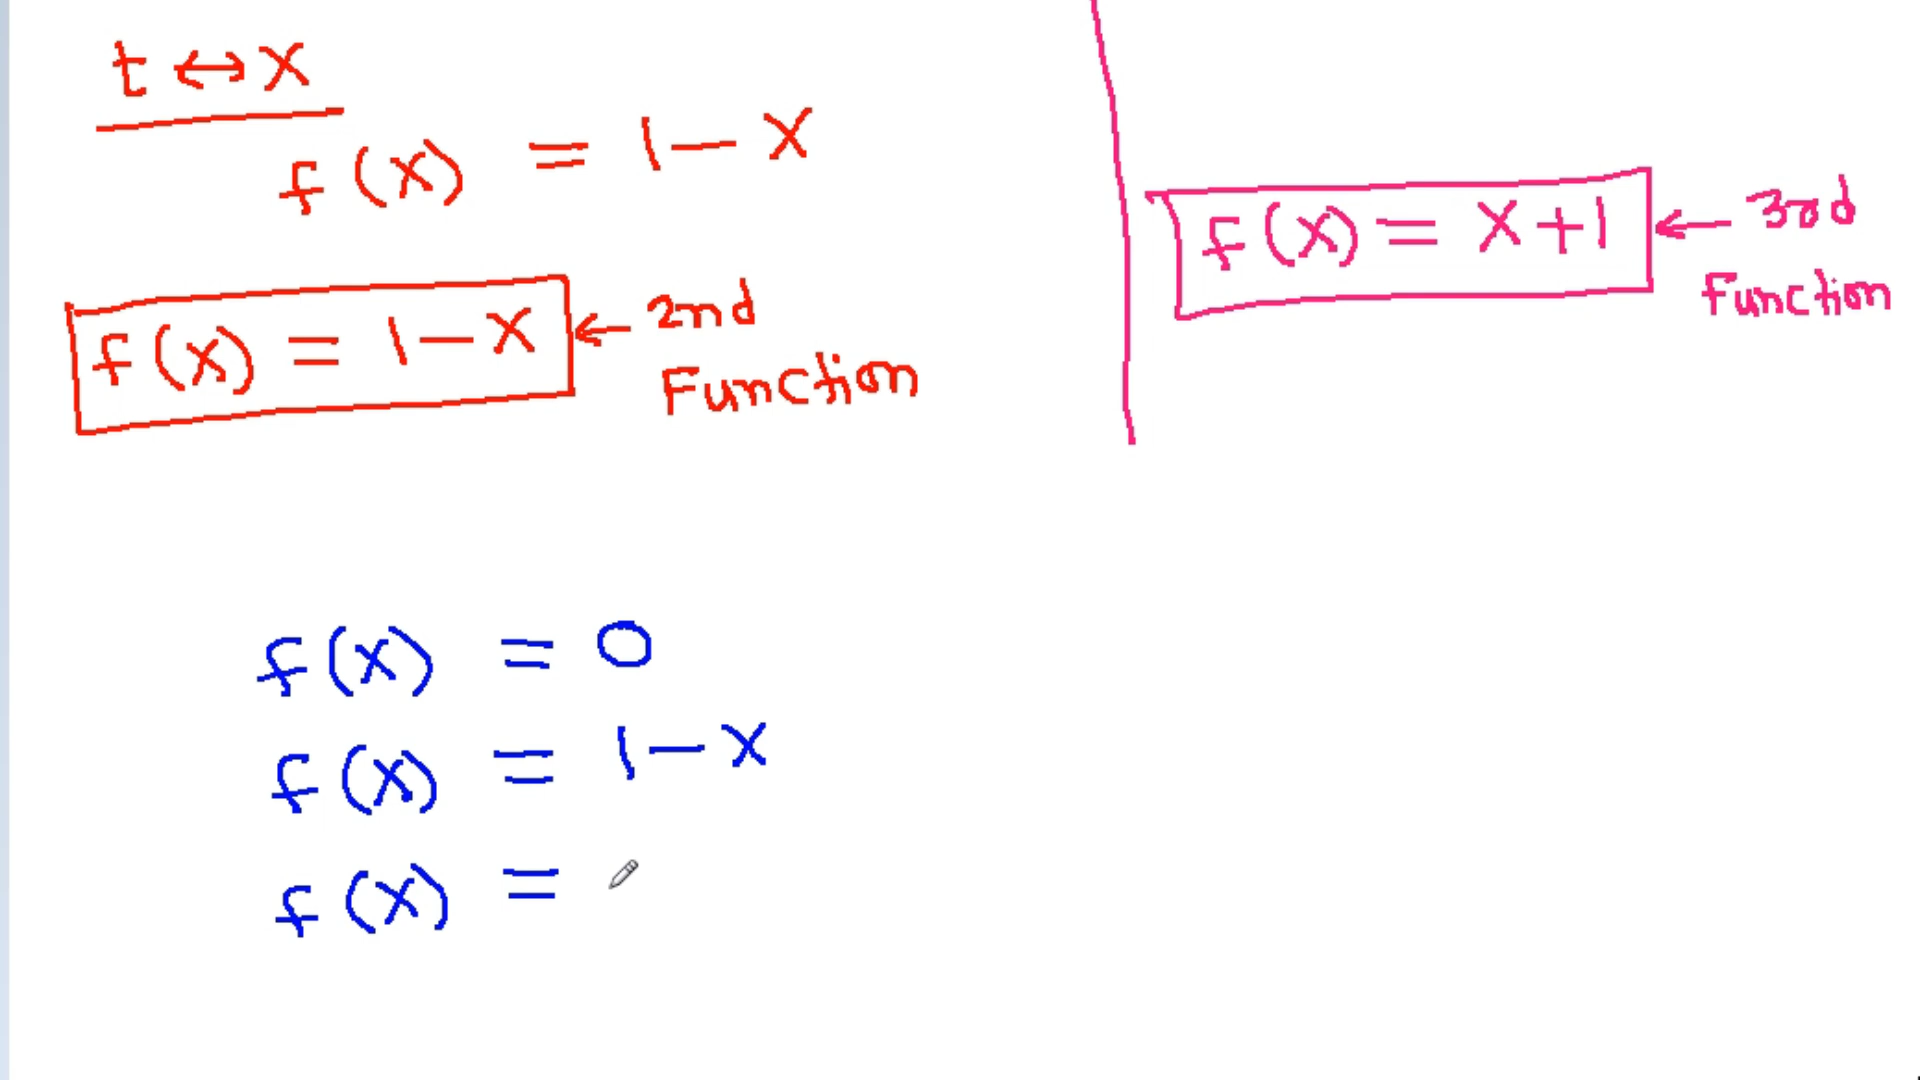 t ↔ x
f(x) = 1 - x
f(x) = 1 - x ← 2nd
Function
f(x) = x + 1 ← 3rd
Function
f(x) = 0
f(x) = 1 - x
f(x) =